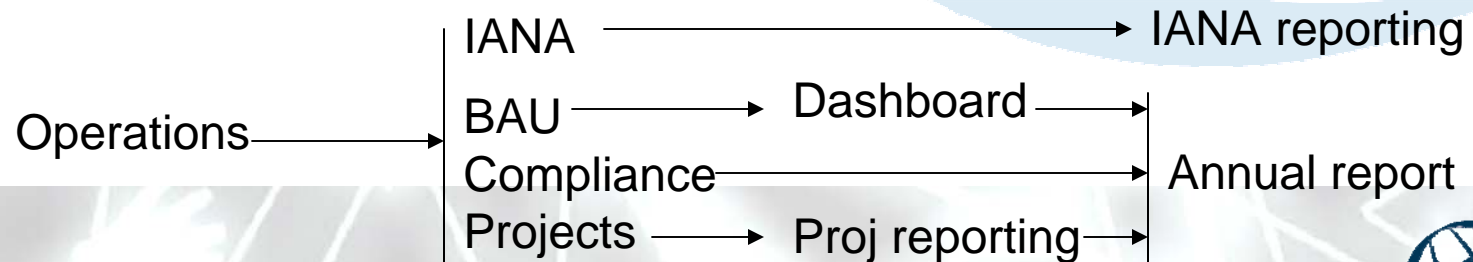 IANA IANA reporting
BAU Dashboard
Operations
Compliance Annual report
Projects Proj reporting